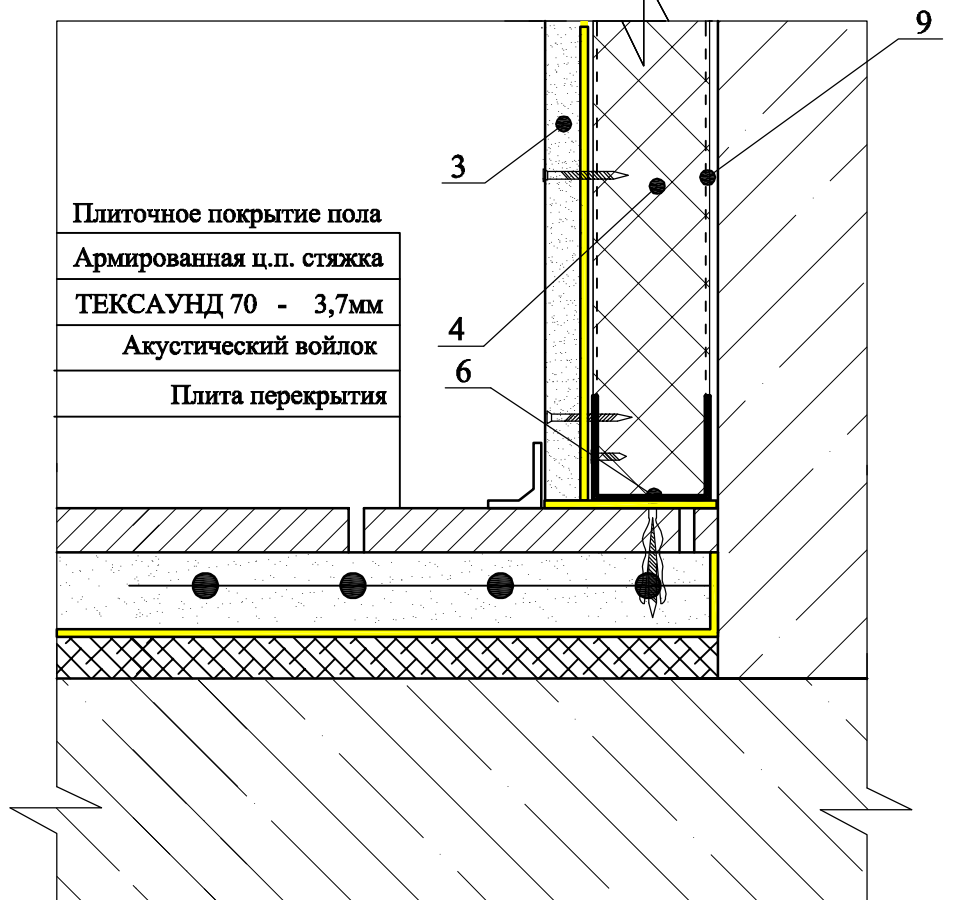 9
3
Плиточное покрытие пола
Армированная ц.п. стяжка
ТЕКСАУНД 70 - 3,7мм
4
Акустический войлок
6
Плита перекрытия